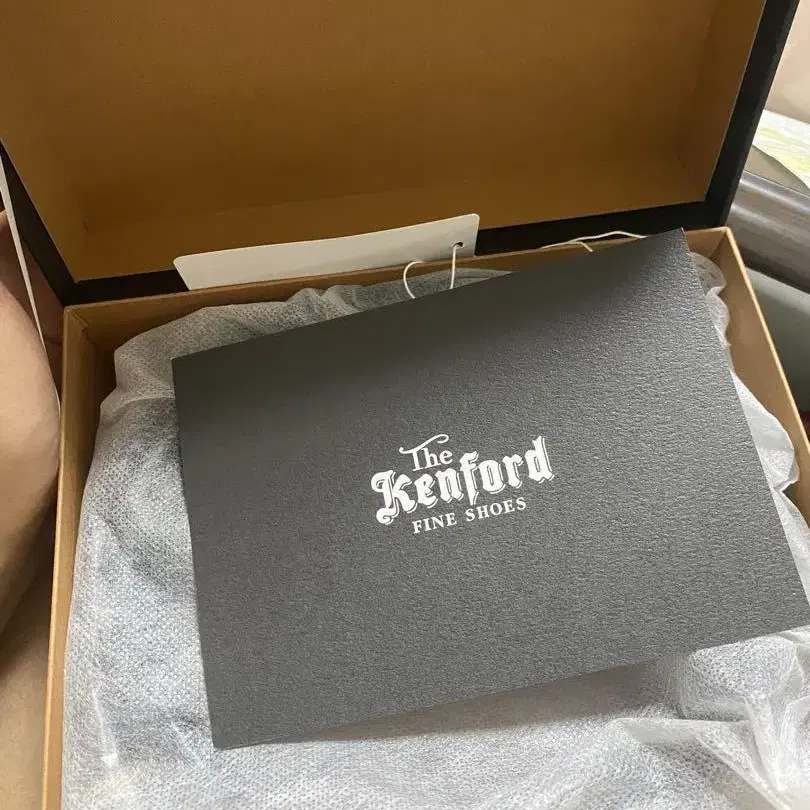 The
Kenford
FINE SHOES